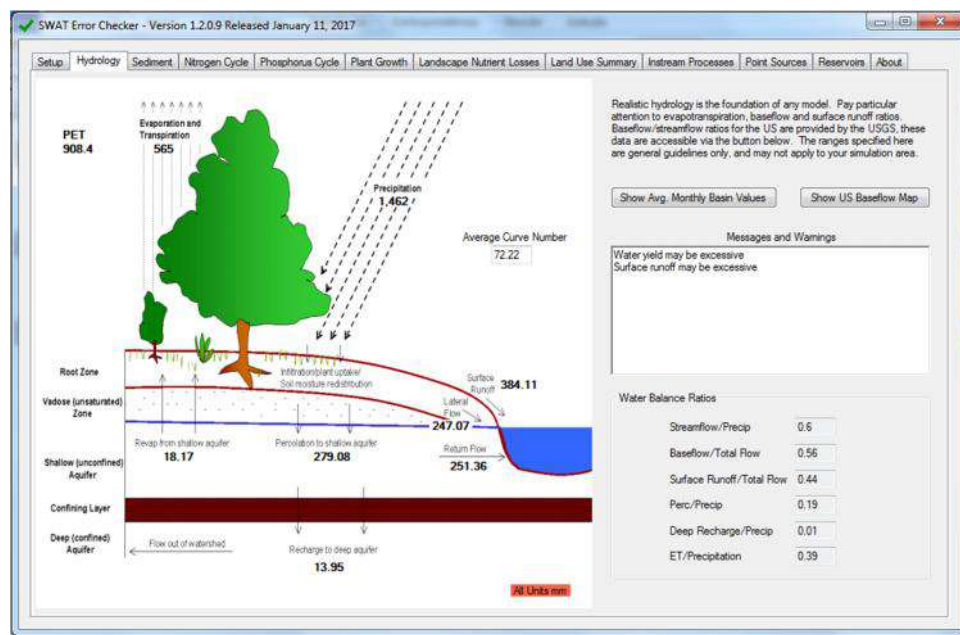 SWAT Error Checker - Version 1.2.0.9 Released January 11, 2017
Setup
Hydrology
Sediment
Nitrogen Cycle
Phosphorus Cycle
Plant Growth
Landscape Nutrient Losses
Land Use Summary
Instream Processes
Point Sources
Reservoirs
About
PET
908.4
Evaporation and
Transpiration
565
Precipitation
1,462
Average Curve Number
72.22
Root Zone
Infiltration/plant uptake/
Soil moisture redistribution
Surface
Runoff
384.11
Vadose (unsaturated)
Zone
Lateral
Flow
247.07
Revap from shallow aquifer
18.17
Percolation to shallow aquifer
279.08
Return Flow
251.36
Shallow (unconfined)
Aquifer
Confining Layer
Deep (confined)
Aquifer
Flow out of watershed
Recharge to deep aquifer
13.95
All Units mm
Realistic hydrology is the foundation of any model. Pay particular
attention to evapotranspiration, baseflow and surface runoff ratios.
Baseflow/streamflow ratios for the US are provided by the USGS, these
data are accessible via the button below. The ranges specified here
are general guidelines only, and may not apply to your simulation area.
Show Avg. Monthly Basin Values
Show US Baseflow Map
Messages and Warnings
Water yield may be excessive
Surface runoff may be excessive
Water Balance Ratios
Streamflow/Precip 0.6
Baseflow/Total Flow 0.56
Surface Runoff/Total Flow 0.44
Perc/Precip 0.19
Deep Recharge/Precip 0.01
ET/Precipitation 0.39